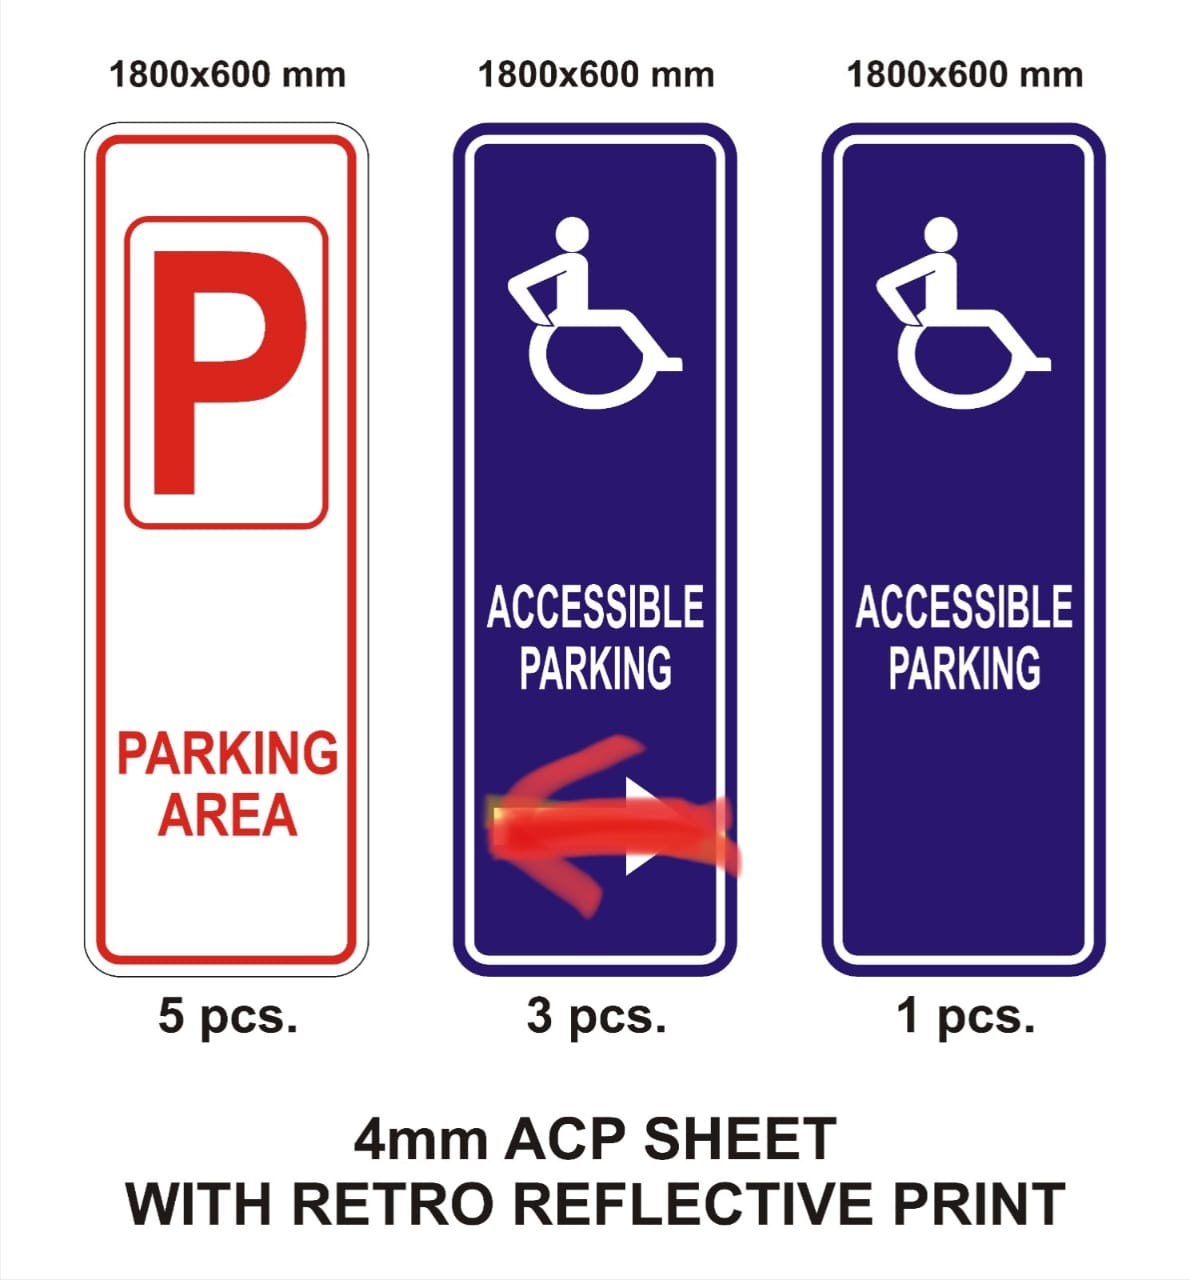 1800x600 mm
1800x600 mm
1800x600 mm
P
PARKING
AREA
ACCESSIBLE
PARKING
ACCESSIBLE
PARKING
5 pcs.
3 pcs.
1 pcs.
4mm ACP SHEET
WITH RETRO REFLECTIVE PRINT